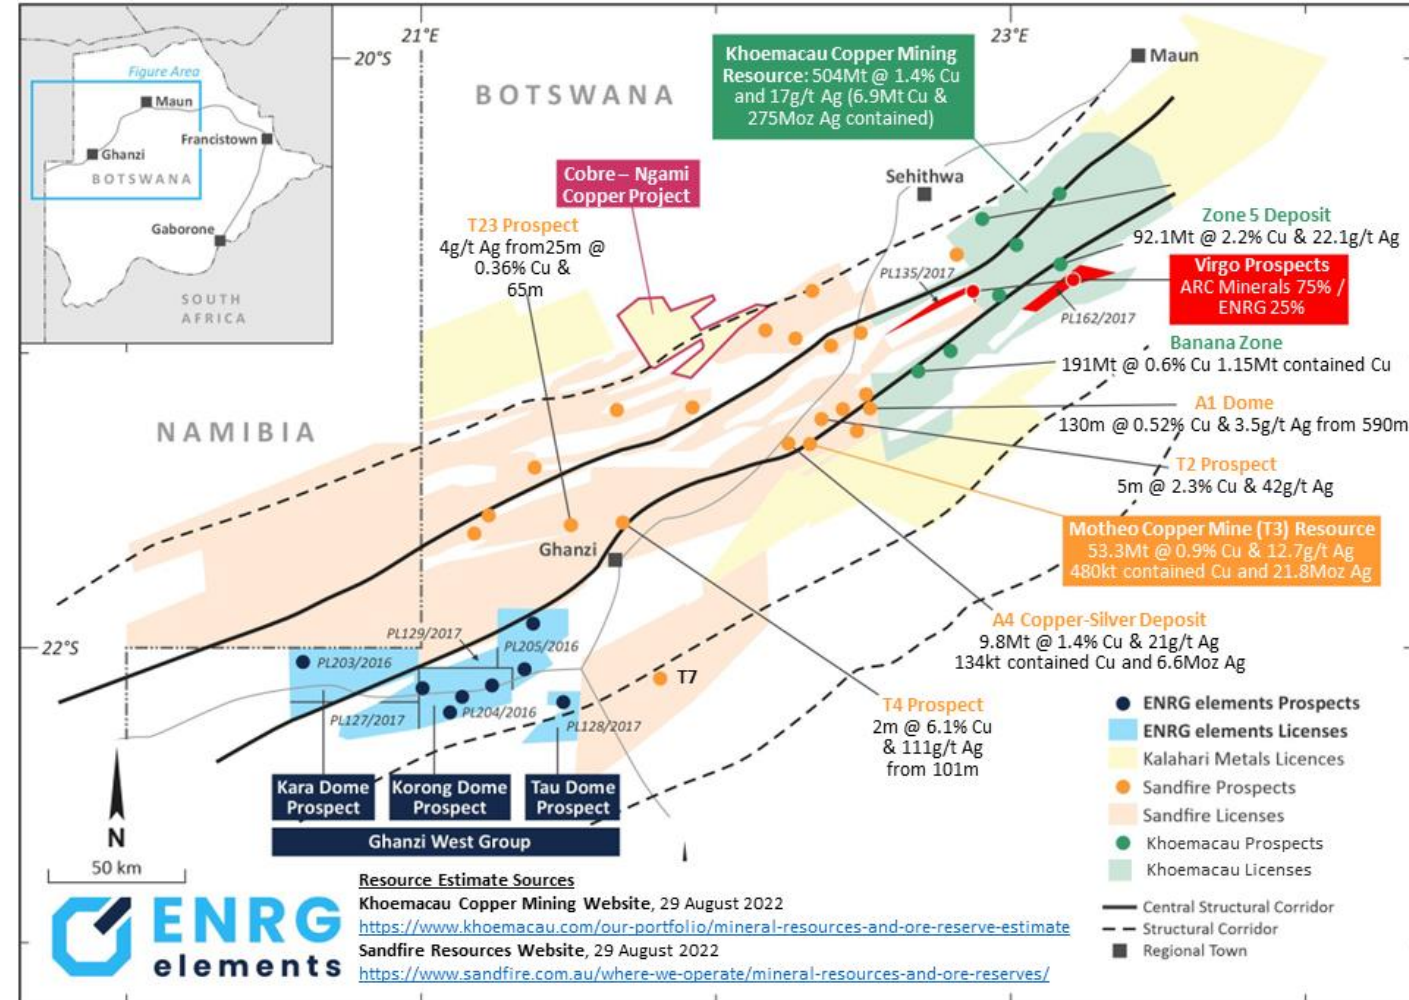 21°E
23°E
20°S
Figure Area
Maun
Francistown
Ghanzi
BOTSWANA
Gaborone
SOUTH
AFRICA
BOTSWANA
Khoemacau Copper Mining
Resource: 504Mt @ 1.4% Cu
and 17g/t Ag (6.9Mt Cu &
275Moz Ag contained)
Maun
Cobre – Ngami
Copper Project
Sehithwa
T23 Prospect
4g/t Ag from25m @
0.36% Cu &
65m
Zone 5 Deposit
92.1Mt @ 2.2% Cu & 22.1g/t Ag
PL135/2017
Virgo Prospects
ARC Minerals 75% /
ENRG 25%
PL162/2017
Banana Zone
191Mt @ 0.6% Cu 1.15Mt contained Cu
NAMIBIA
A1 Dome
130m @ 0.52% Cu & 3.5g/t Ag from 590m
T2 Prospect
5m @ 2.3% Cu & 42g/t Ag
Motheo Copper Mine (T3) Resource
53.3Mt @ 0.9% Cu & 12.7g/t Ag
480kt contained Cu and 21.8Moz Ag
Ghanzi
A4 Copper-Silver Deposit
9.8Mt @ 1.4% Cu & 21g/t Ag
134kt contained Cu and 6.6Moz Ag
22°S
PL129/2017
PL205/2016
PL203/2016
T7
PL127/2017
PL204/2016
PL128/2017
T4 Prospect
2m @ 6.1% Cu
& 111g/t Ag
from 101m
Kara Dome
Prospect
Korong Dome
Prospect
Tau Dome
Prospect
Ghanzi West Group
N
50 km
ENRG elements Prospects
ENRG elements Licenses
Kalahari Metals Licences
Sandfire Prospects
Sandfire Licenses
Khoemacau Prospects
Khoemacau Licenses
Central Structural Corridor
Structural Corridor
Regional Town
ENRG
elements
Resource Estimate Sources
Khoemacau Copper Mining Website, 29 August 2022
https://www.khoemacau.com/our-portfolio/mineral-resources-and-ore-reserve-estimate
Sandfire Resources Website, 29 August 2022
https://www.sandfire.com.au/where-we-operate/mineral-resources-and-ore-reserves/